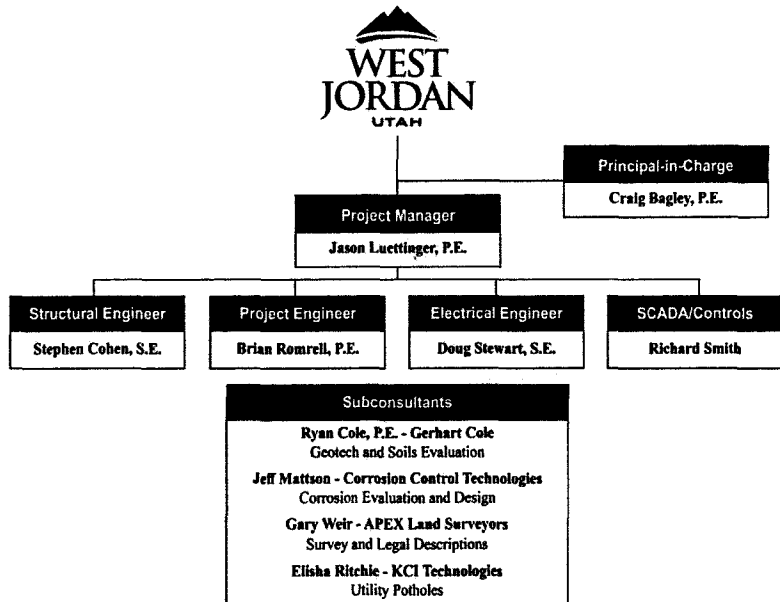 WEST
JORDAN
UTAH
Principal-in-Charge
Craig Bagley, P.E.
Project Manager
Jason Luettinger, P.E.
Structural Engineer
Stephen Cohen, S.E.
Project Engineer
Brian Romrell, P.E.
Electrical Engineer
Doug Stewart, S.E.
SCADA/Controls
Richard Smith
Subconsultants
Ryan Cole, P.E. - Gerhart Cole
Geotech and Soils Evaluation
Jeff Mattson - Corrosion Control Technologies
Corrosion Evaluation and Design
Gary Weir - APEX Land Surveyors
Survey and Legal Descriptions
Elisha Ritchie - KCI Technologies
Utility Potholes